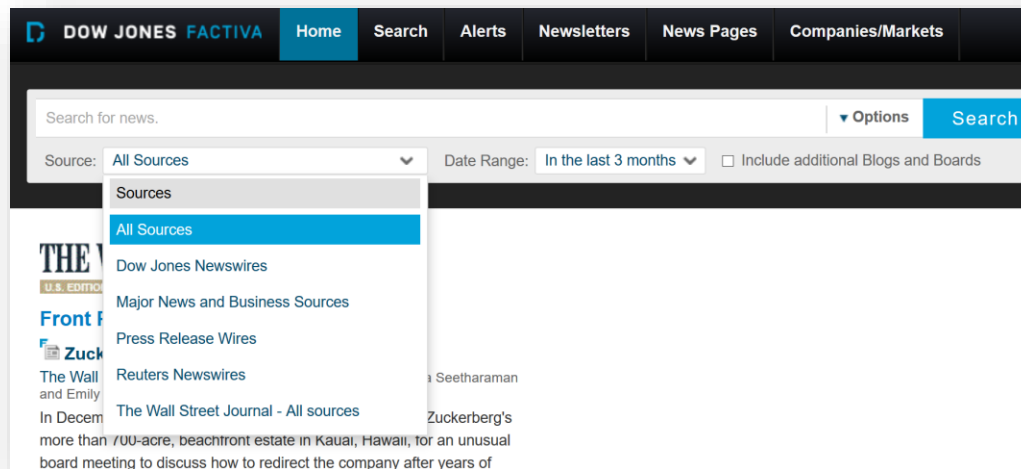 DOW JONES FACTIVA Home Search Alerts Newsletters News Pages Companies/Markets
Search for news. Options Search
Source: All Sources Date Range: In the last 3 months Include additional Blogs and Boards
Sources
All Sources
THE
Dow Jones Newswires
U.S. EDITION
Major News and Business Sources
Front
Press Release Wires
Zuck
The Wall
Reuters Newswires
Seetharaman
and Emily
The Wall Street Journal - All sources
In Decem
Zuckerberg's
more than 700-acre, beachfront estate in Kauai, Hawaii, for an unusual
board meeting to discuss how to redirect the company after years of